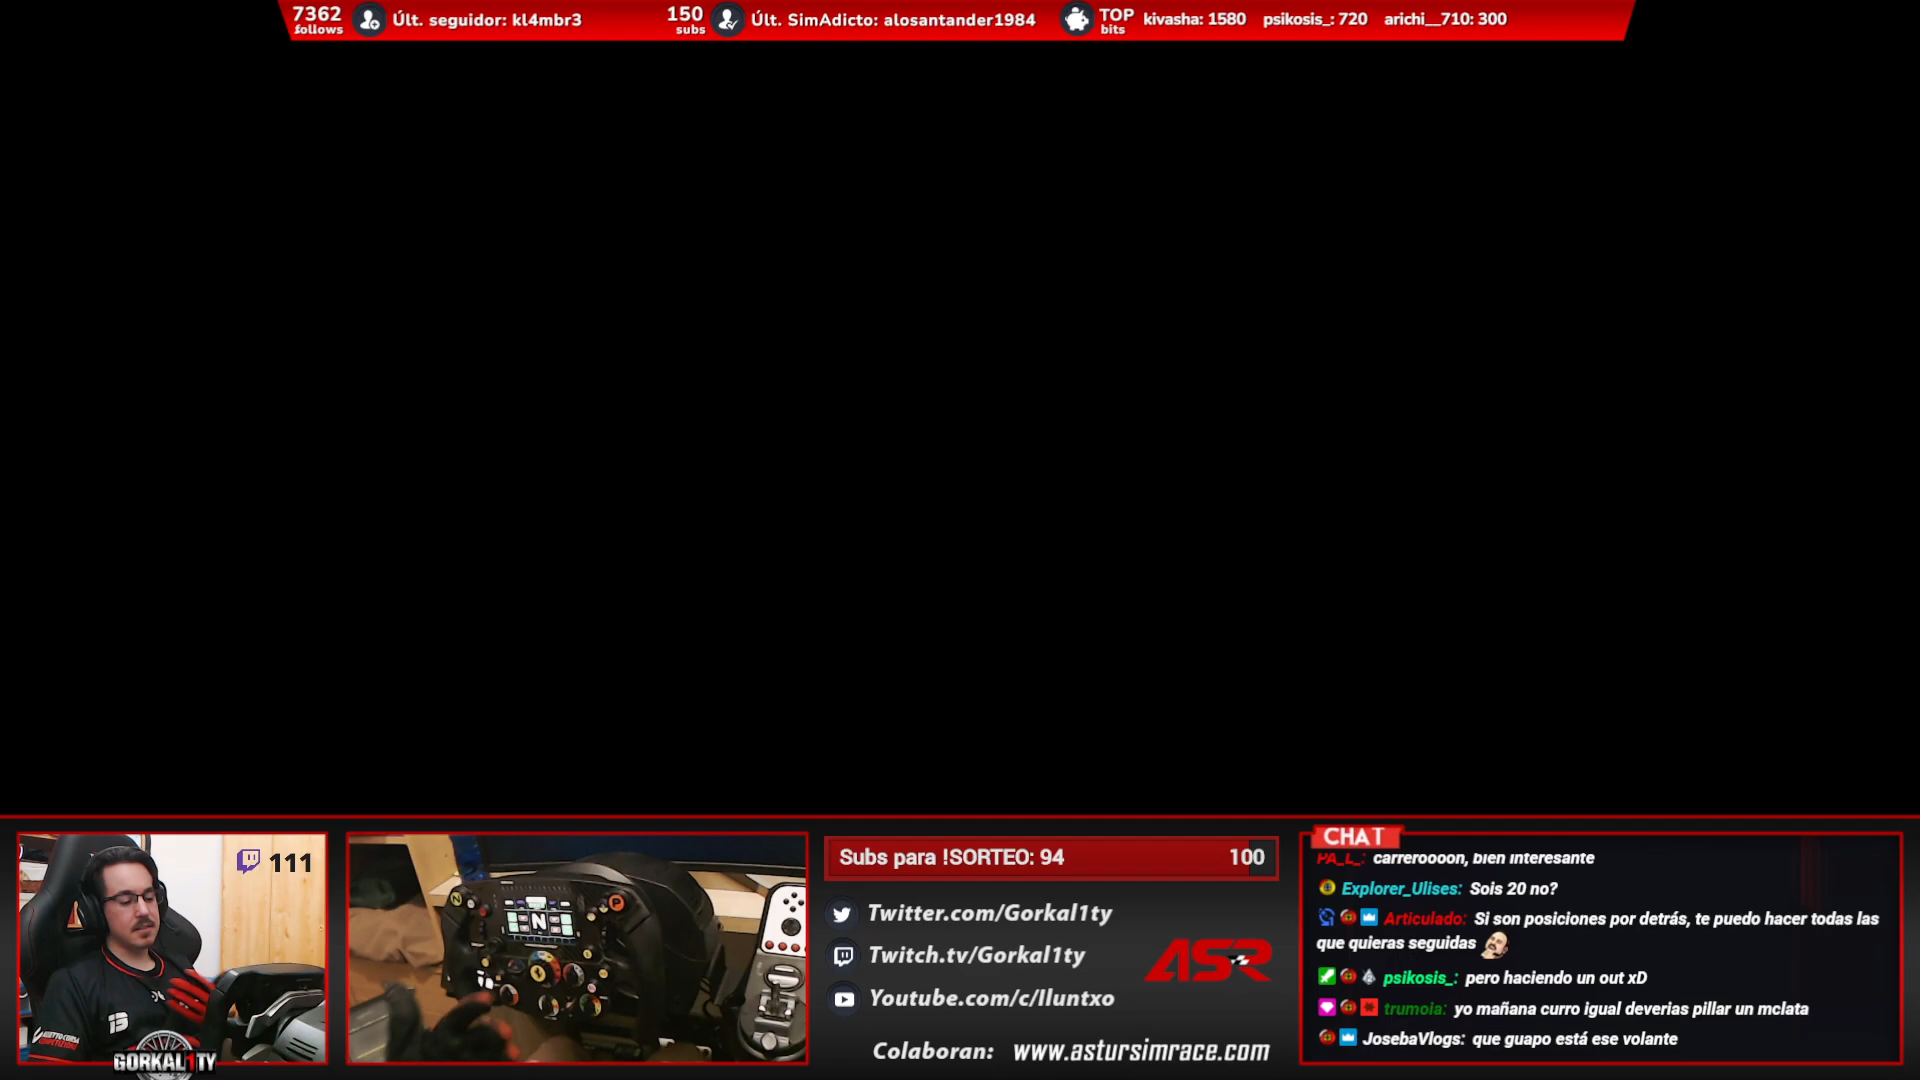 7362
follows
Últ. seguidor: kl4mbr3
150
subs
Últ. SimAdicto: alosantander1984
TOP
bits
kivasha: 1580 psikosis_: 720 arichi__710: 300
111
GORKAL1TY
N
N
P
Subs para !SORTEO: 94
100
Twitter.com/Gorkal1ty
Twitch.tv/Gorkal1ty
Youtube.com/c/Iluntxo
ASR
Colaboran: www.astursimrace.com
CHAT
PA_L_: carreroooon, bien interesante
Explorer_Ulises: Sois 20 no?
Articulado: Si son posiciones por detrás, te puedo hacer todas las
que quieras seguidas
psikosis_: pero haciendo un out xD
trumoia: yo mañana curro igual deverias pillar un mclata
JosebaVlogs: que guapo está ese volante